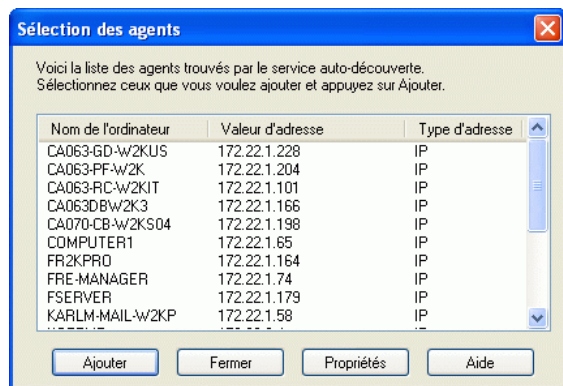 Sélection des agents
Voici la liste des agents trouvés par le service auto-découverte.
Sélectionnez ceux que vous voulez ajouter et appuyez sur Ajouter.
Nom de l'ordinateur Valeur d'adresse Type d'adresse
CA063-GD-W2KUS 172.22.1.228 IP
CA063-PF-W2K 172.22.1.204 IP
CA063-RC-W2KIT 172.22.1.101 IP
CA063DBW2K3 172.22.1.166 IP
CA070-CB-W2KS04 172.22.1.198 IP
COMPUTER1 172.22.1.65 IP
FR2KPRO 172.22.1.164 IP
FRE-MANAGER 172.22.1.74 IP
FSERVER 172.22.1.179 IP
KARLM-MAIL-W2KP 172.22.1.58 IP
Ajouter Fermer Propriétés Aide